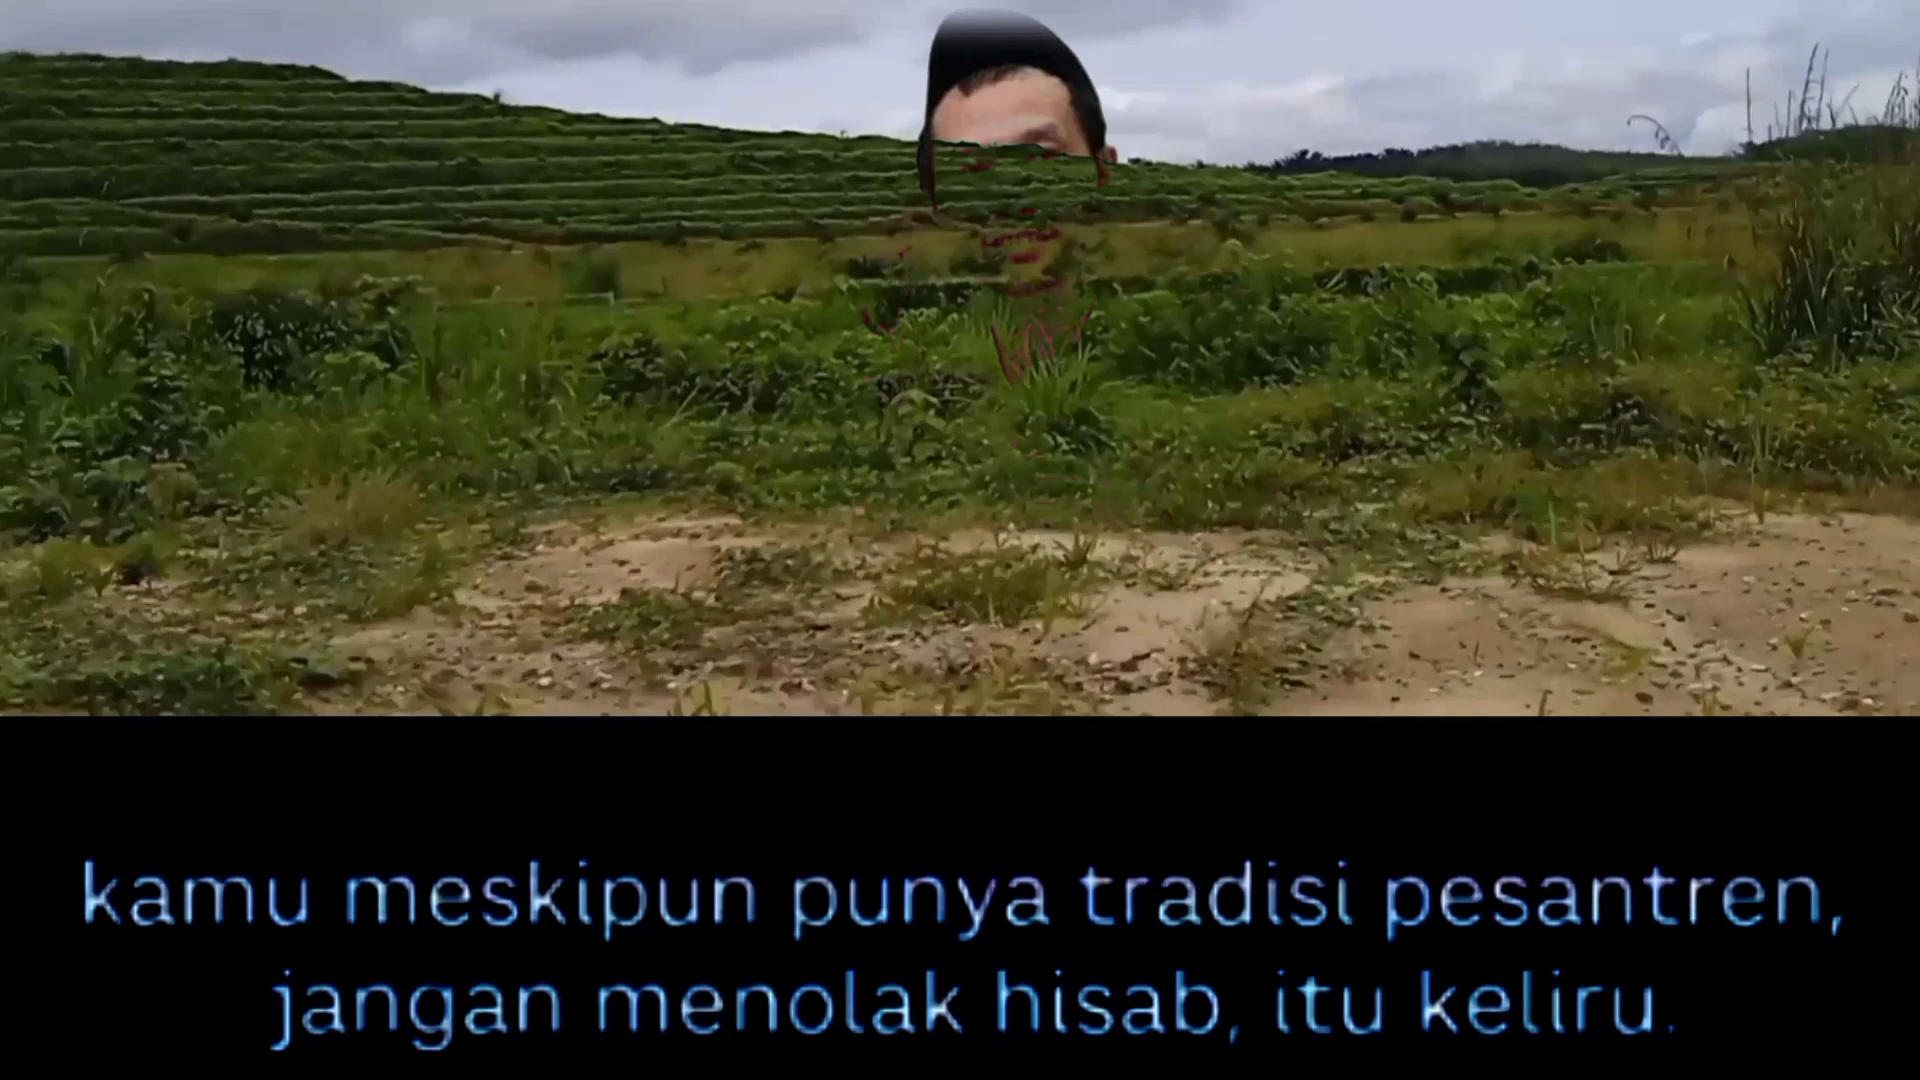 kamu meskipun punya tradisi pesantren,
jangan menolak hisab, itu keliru.